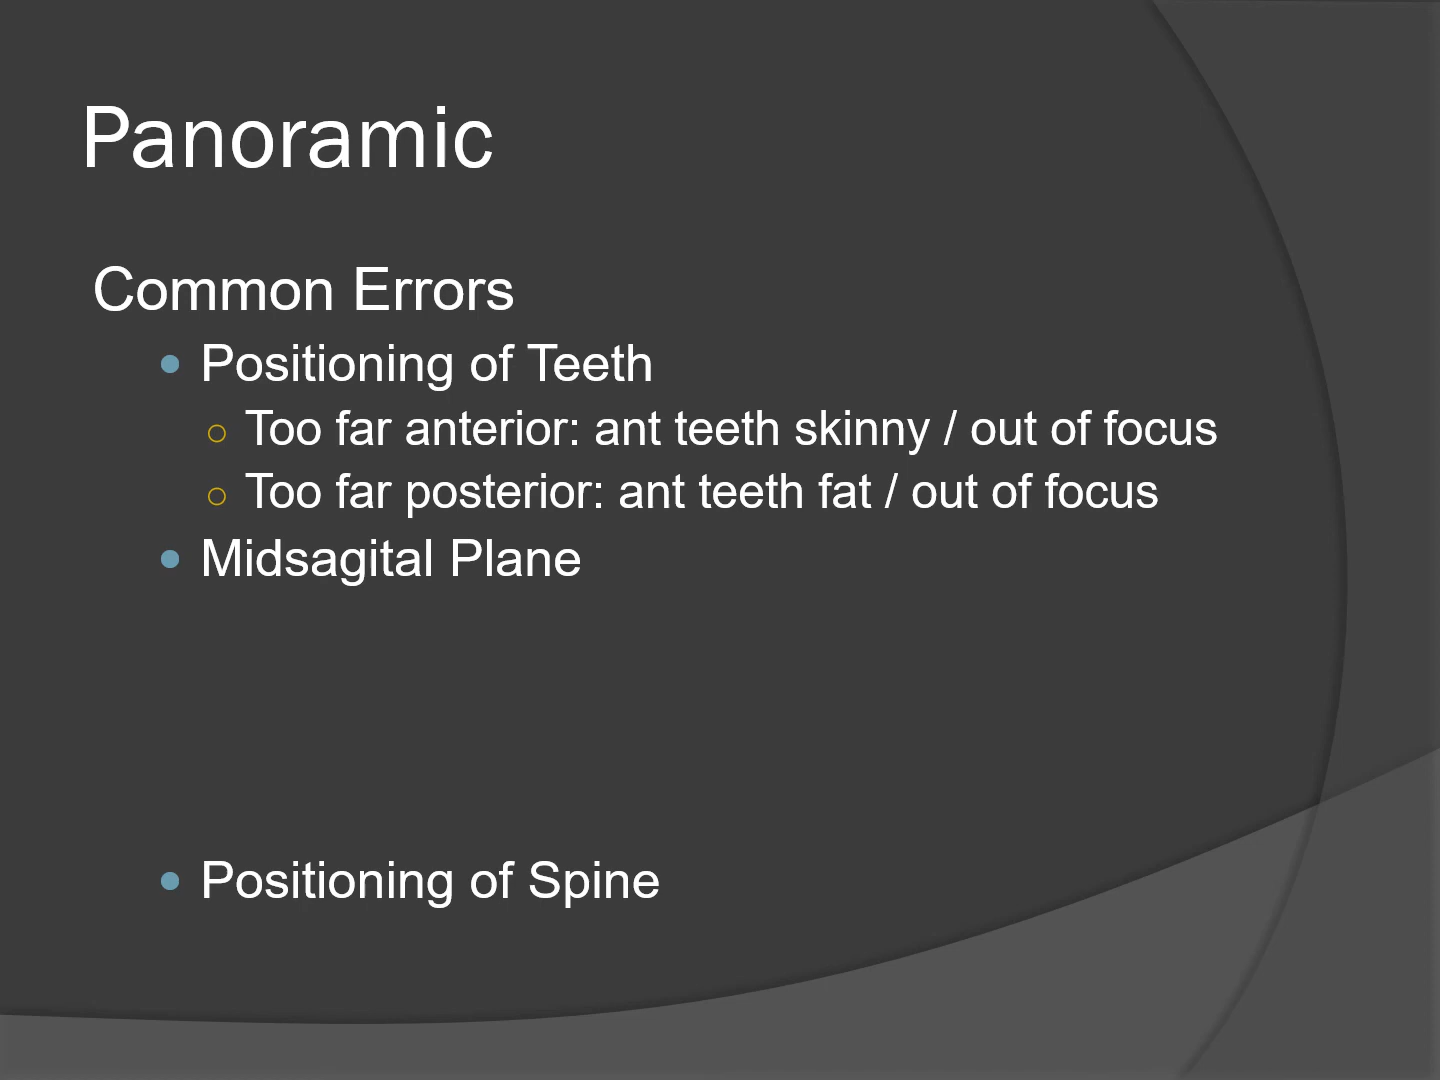 Panoramic
Common Errors
Positioning of Teeth
Too far anterior: ant teeth skinny / out of focus
Too far posterior: ant teeth fat / out of focus
Midsagital Plane
Positioning of Spine